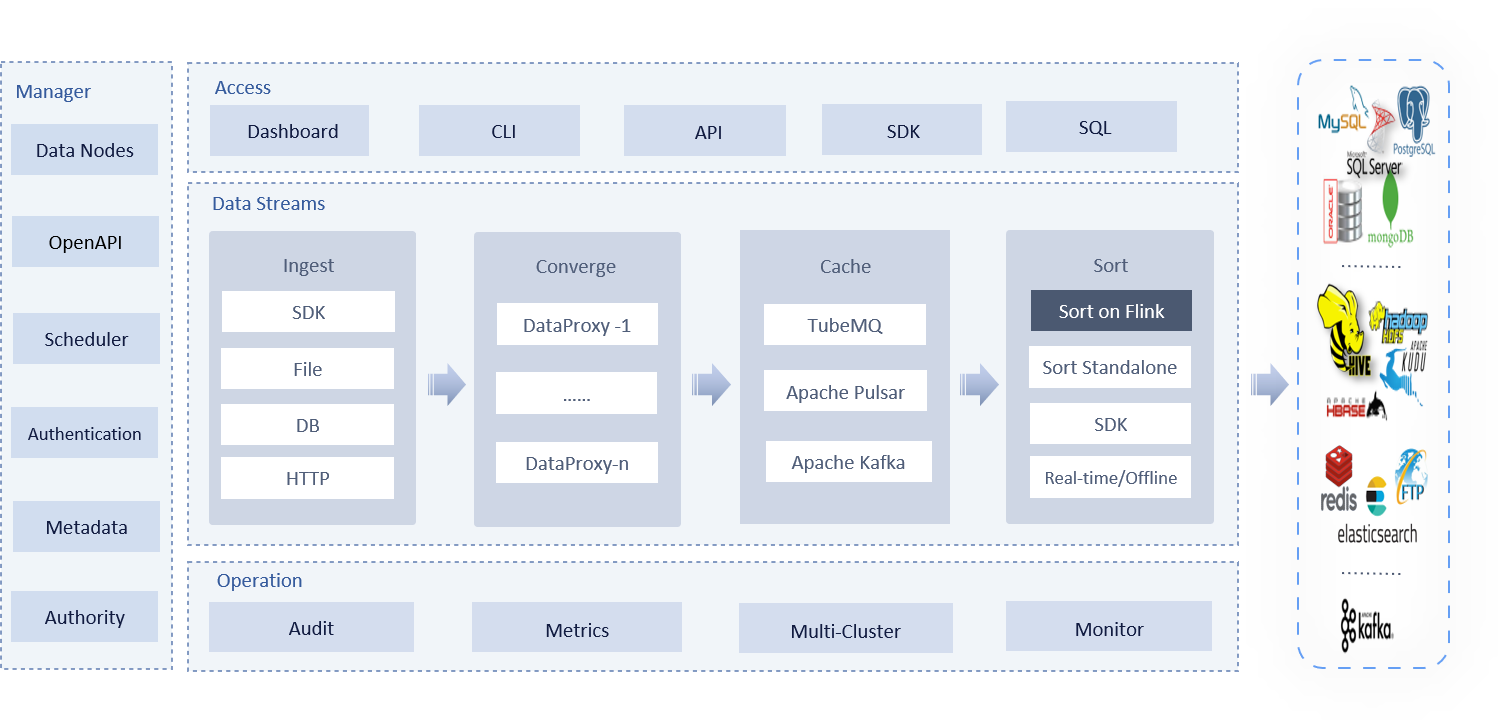 Manager
Data Nodes
OpenAPI
Scheduler
Authentication
Metadata
Authority
Access
Dashboard
CLI
API
SDK
SQL
Data Streams
Ingest
SDK
File
DB
HTTP
Converge
DataProxy -1
......
DataProxy-n
Cache
TubeMQ
Apache Pulsar
Apache Kafka
Sort
Sort on Flink
Sort Standalone
SDK
Real-time/Offline
Operation
Audit
Metrics
Multi-Cluster
Monitor
MySQL
PostgreSQL
Microsoft
SQL Server
ORACLE
mongoDB
HIVE
hadoop
HDFS
APACHE
KUDU
APACHE
HBASE
redis
FTP
elasticsearch
APACHE
kafka